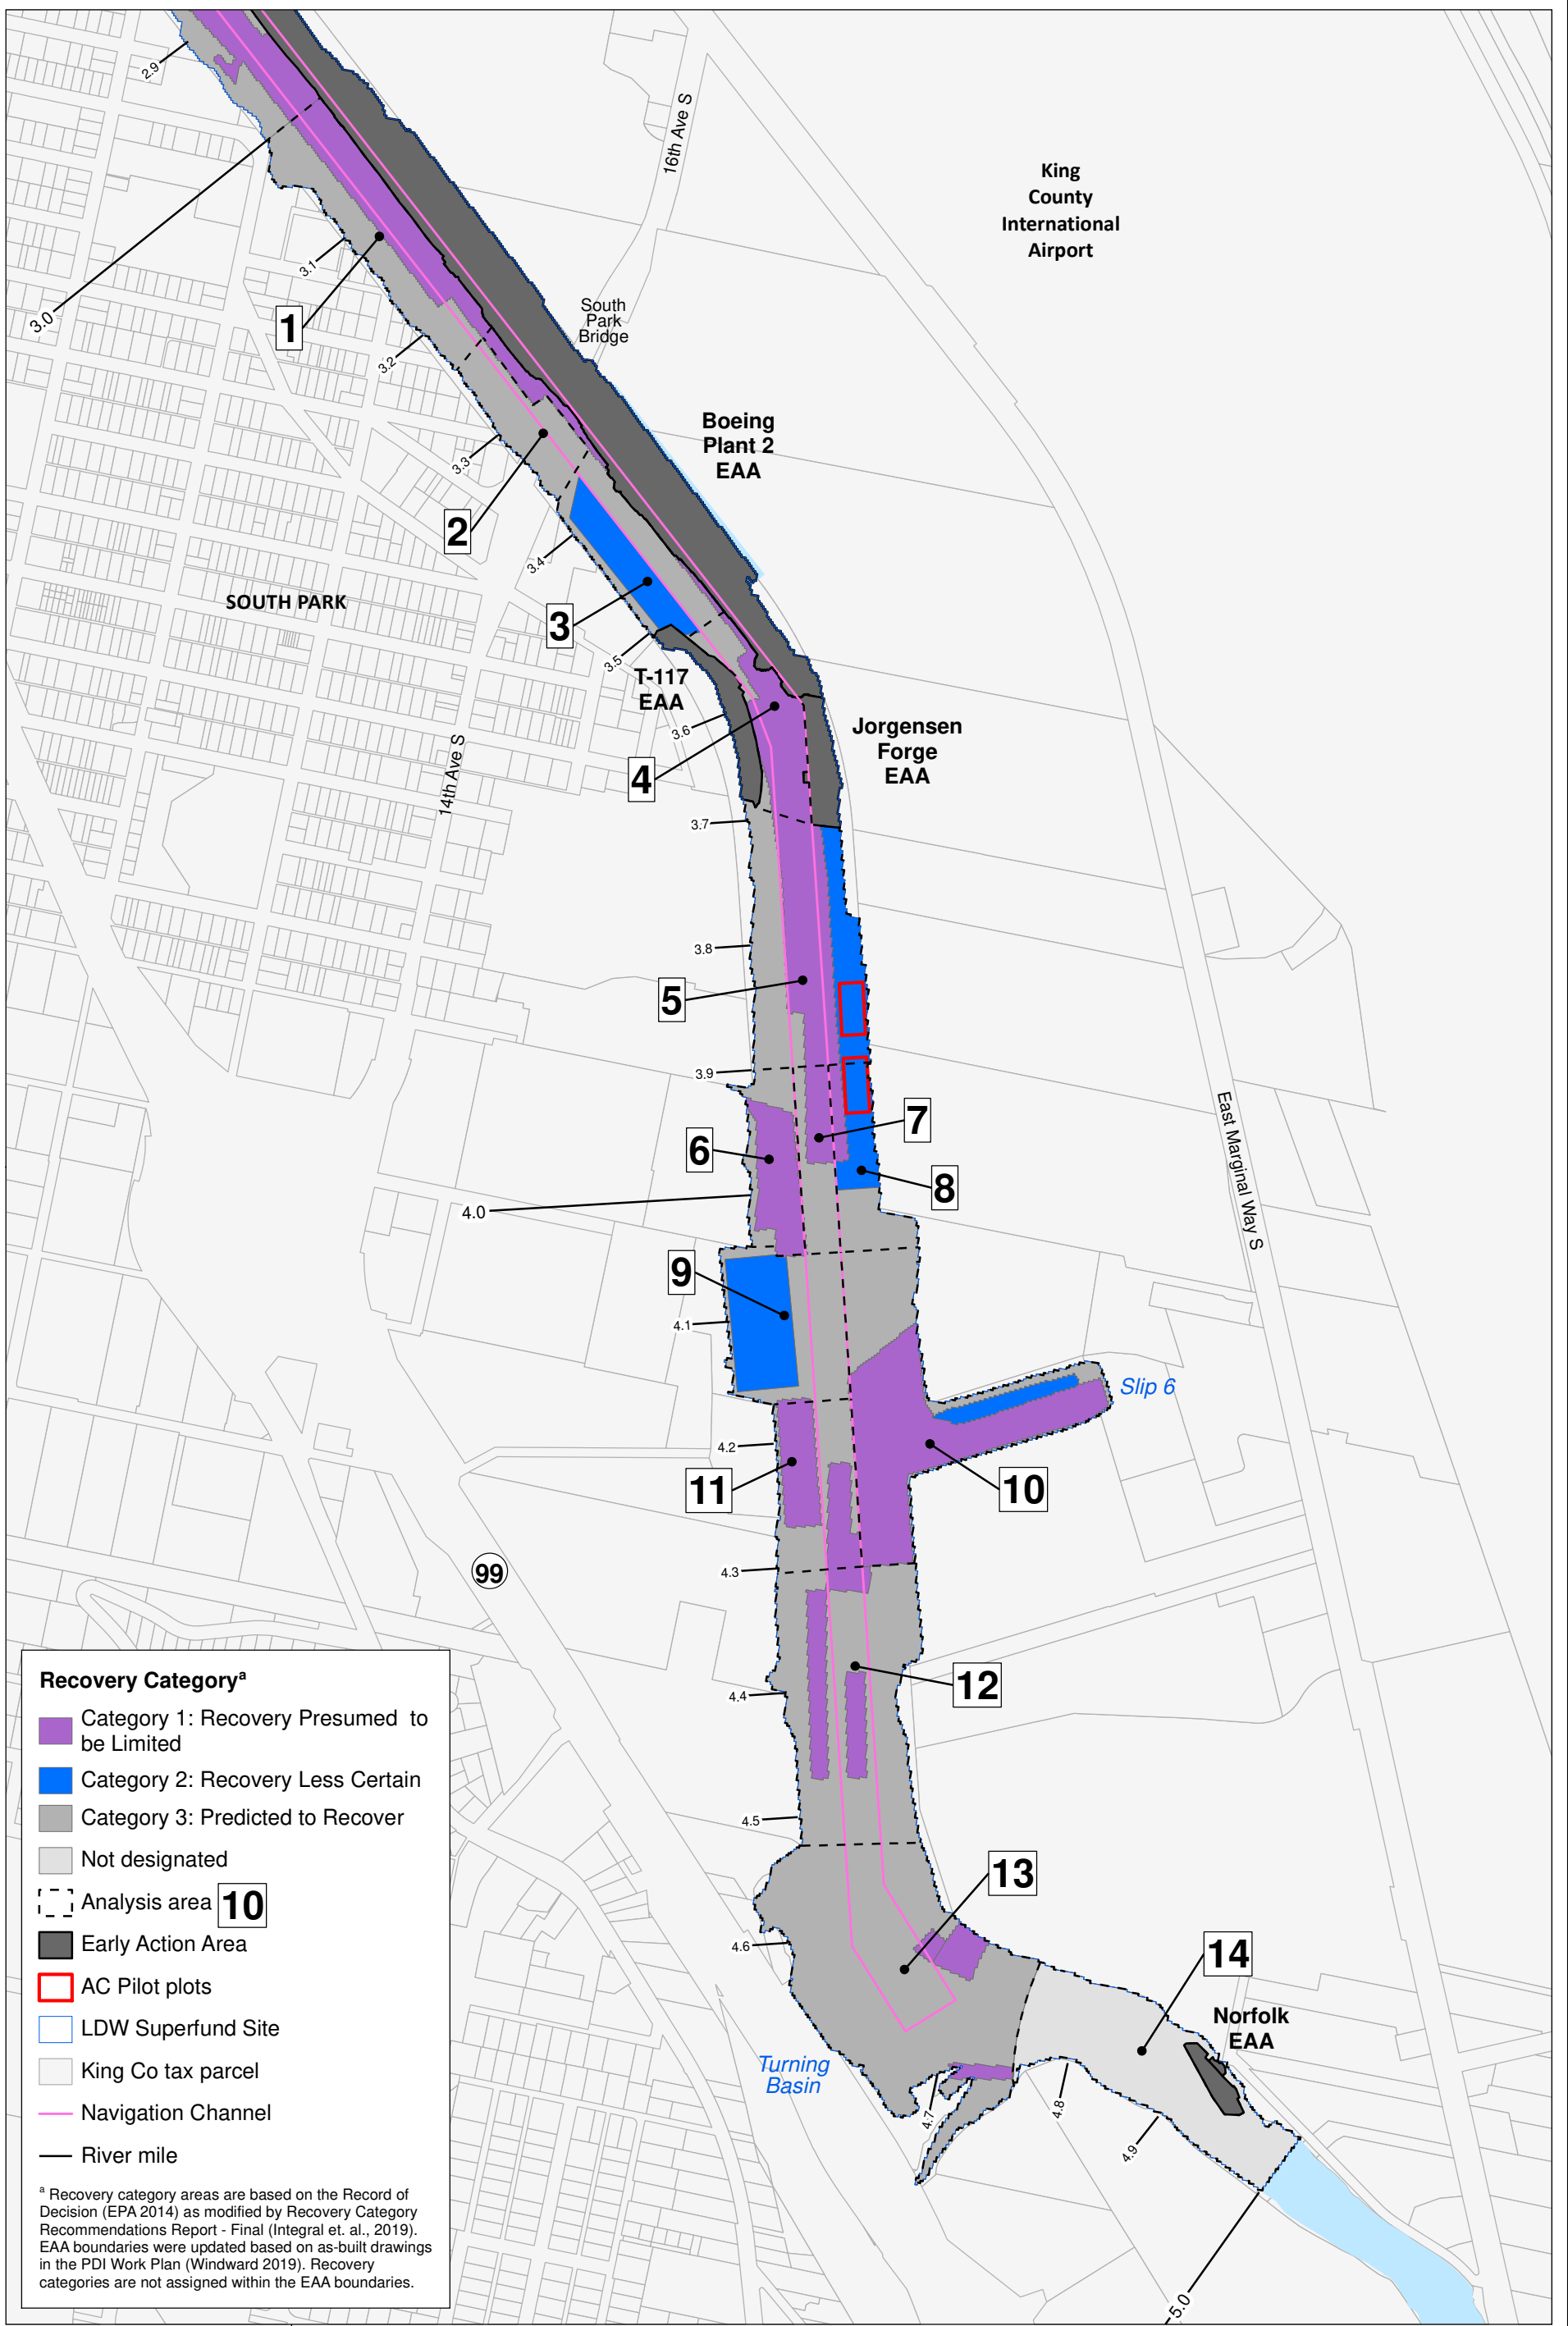 2.9
16th Ave S
King
County
International
Airport
3.0
3.1
1
South
Park
Bridge
3.2
Boeing
Plant 2
EAA
3.3
2
3.4
SOUTH PARK
3
3.5
T-117
EAA
3.6
Jorgensen
Forge
EAA
14th Ave S
4
3.7
3.8
5
3.9
7
6
8
4.0
East Marginal Way S
9
4.1
Slip 6
4.2
11
10
99
4.3
12
4.4
4.5
13
4.6
14
Norfolk
EAA
Turning
Basin
4.7
4.8
4.9
5.0
Recovery Categoryᵃ
Category 1: Recovery Presumed to
be Limited
Category 2: Recovery Less Certain
Category 3: Predicted to Recover
Not designated
Analysis area 10
Early Action Area
AC Pilot plots
LDW Superfund Site
King Co tax parcel
Navigation Channel
River mile
ᵃ Recovery category areas are based on the Record of
Decision (EPA 2014) as modified by Recovery Category
Recommendations Report - Final (Integral et. al., 2019).
EAA boundaries were updated based on as-built drawings
in the PDI Work Plan (Windward 2019). Recovery
categories are not assigned within the EAA boundaries.